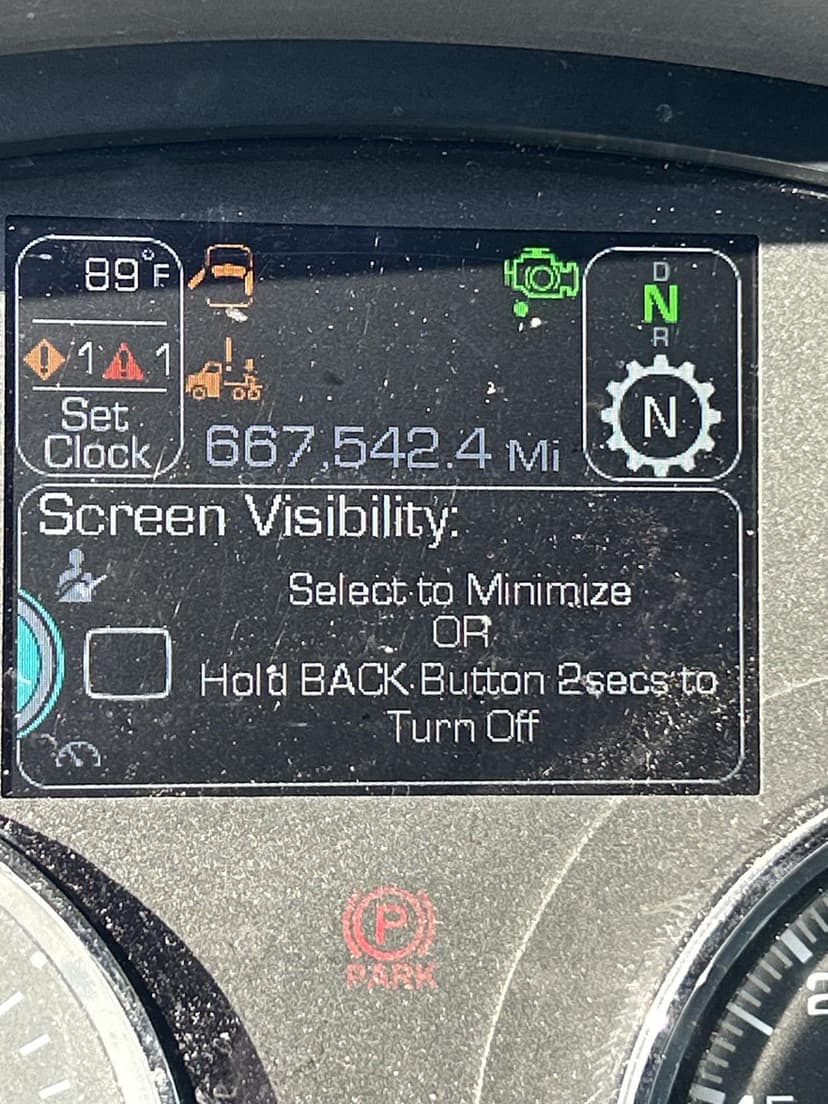 89°F
1 1
Set
Clock
667,542.4 Mi
D
N
R
N
Screen Visibility:
Select to Minimize
OR
Hold BACK Button 2secs to
Turn Off
P
PARK